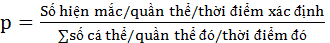 p = Số hiện mắc/quần thể/thời điểm xác định
∑số cá thể/quần thể đó/thời điểm đó